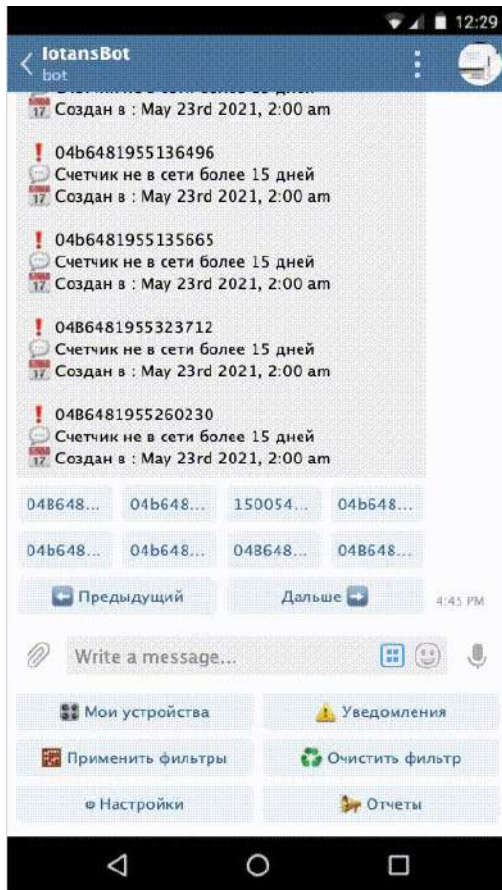 12:29
IotansBot
bot
Создан в : May 23rd 2021, 2:00 am
04b6481955136496
Счетчик не в сети более 15 дней
Создан в : May 23rd 2021, 2:00 am
04b6481955135665
Счетчик не в сети более 15 дней
Создан в : May 23rd 2021, 2:00 am
04B6481955323712
Счетчик не в сети более 15 дней
Создан в : May 23rd 2021, 2:00 am
04B6481955260230
Счетчик не в сети более 15 дней
Создан в : May 23rd 2021, 2:00 am
04B648... 04b648... 150054... 04b648...
04b648... 04b648... 04B648... 04B648...
Предыдущий Дальше 4:45 PM
Write a message...
Мои устройства Уведомления
Применить фильтры Очистить фильтр
Настройки Отчеты